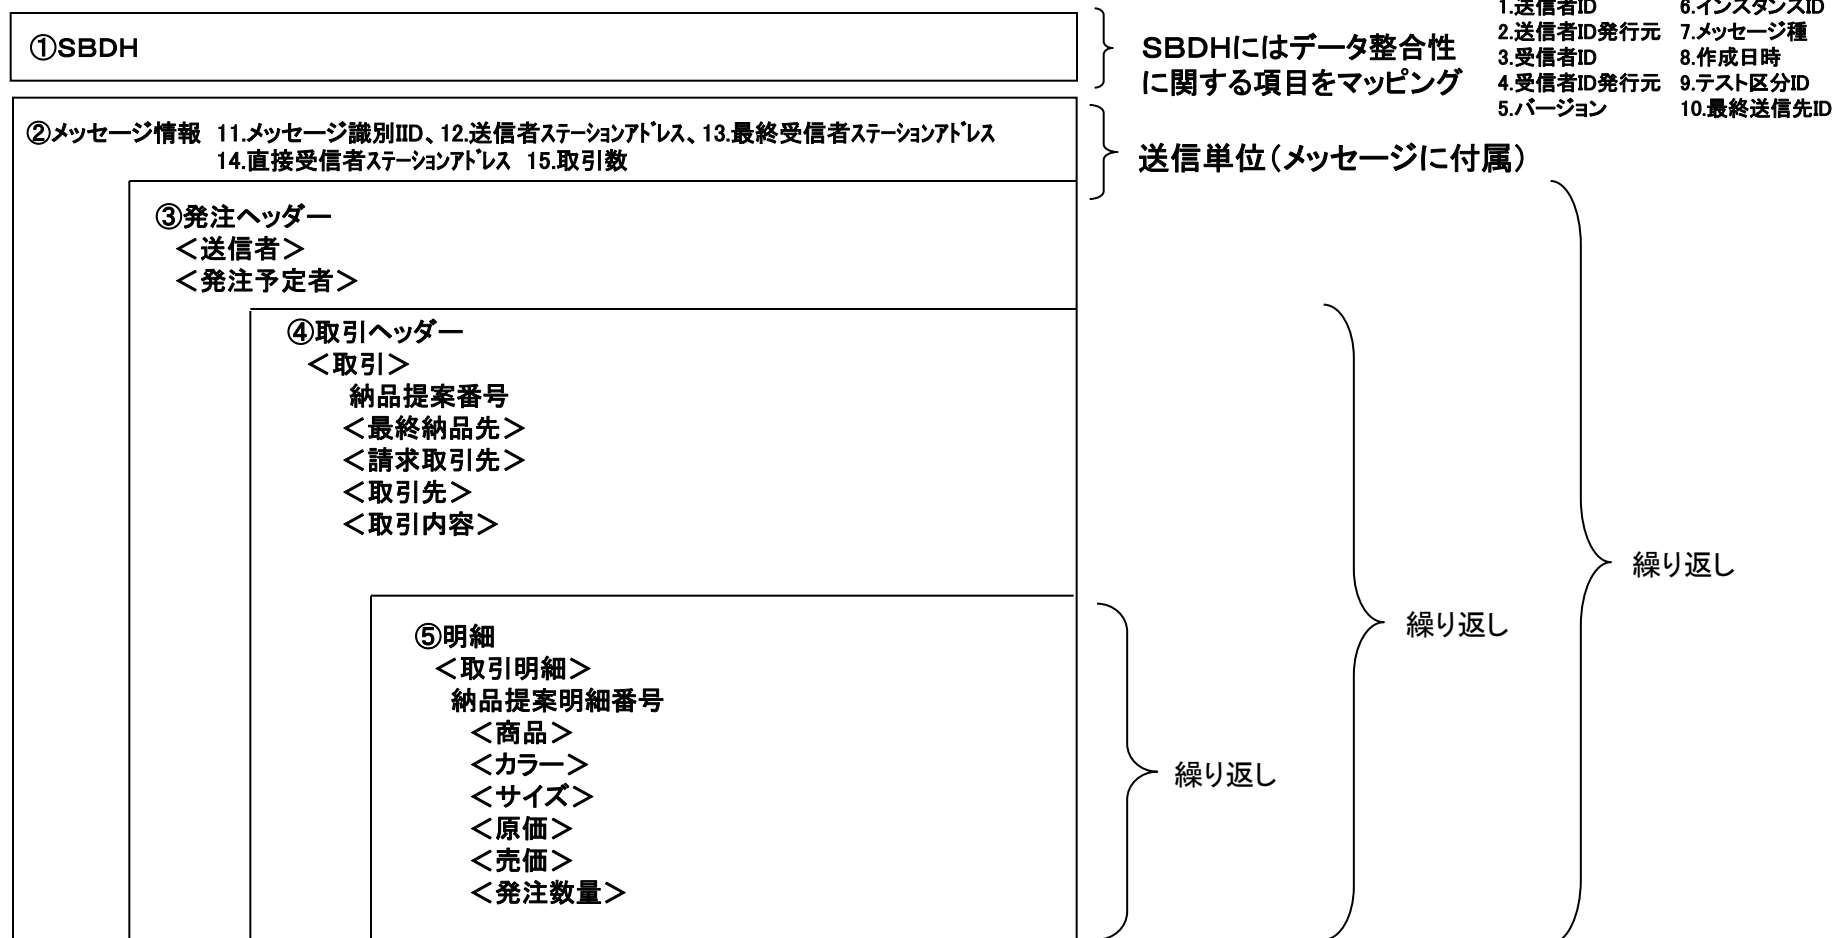 ①SBDH
SBDHにはデータ整合性
に関する項目をマッピング
1.送信者ID
2.送信者ID発行元
3.受信者ID
4.受信者ID発行元
5.バージョン
6.インスタンスID
7.メッセージ種
8.作成日時
9.テスト区分ID
10.最終送信先ID
②メッセージ情報 11.メッセージ識別IID、12.送信者ステーションアドレス、13.最終受信者ステーションアドレス
14.直接受信者ステーションアドレス 15.取引数
送信単位(メッセージに付属)
③発注ヘッダー
＜送信者＞
＜発注予定者＞
④取引ヘッダー
＜取引＞
納品提案番号
＜最終納品先＞
＜請求取引先＞
＜取引先＞
＜取引内容＞
⑤明細
＜取引明細＞
納品提案明細番号
＜商品＞
＜カラー＞
＜サイズ＞
＜原価＞
＜売価＞
＜発注数量＞
繰り返し
繰り返し
繰り返し